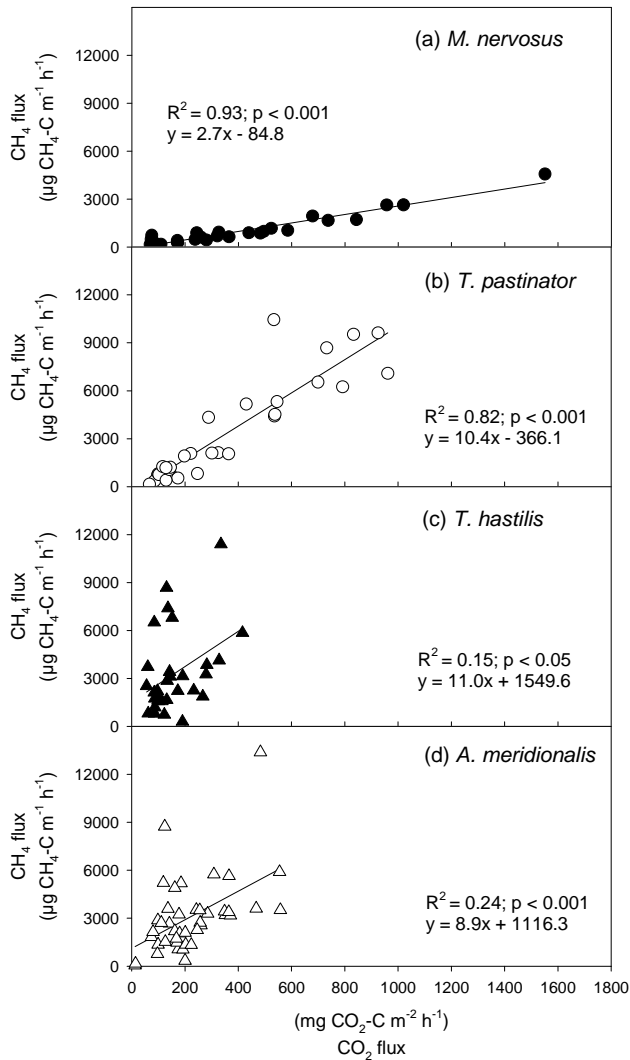 (a) M. nervosus
R² = 0.93; p < 0.001
y = 2.7x - 84.8
CH₄ flux
(µg CH₄-C m⁻¹ h⁻¹)
12000
9000
6000
3000
0
(b) T. pastinator
R² = 0.82; p < 0.001
y = 10.4x - 366.1
CH₄ flux
(µg CH₄-C m⁻¹ h⁻¹)
12000
9000
6000
3000
0
(c) T. hastilis
R² = 0.15; p < 0.05
y = 11.0x + 1549.6
CH₄ flux
(µg CH₄-C m⁻¹ h⁻¹)
12000
9000
6000
3000
0
(d) A. meridionalis
R² = 0.24; p < 0.001
y = 8.9x + 1116.3
CH₄ flux
(µg CH₄-C m⁻¹ h⁻¹)
12000
9000
6000
3000
0
0 200 400 600 800 1000 1200 1400 1600 1800
(mg CO₂-C m⁻² h⁻¹)
CO₂ flux